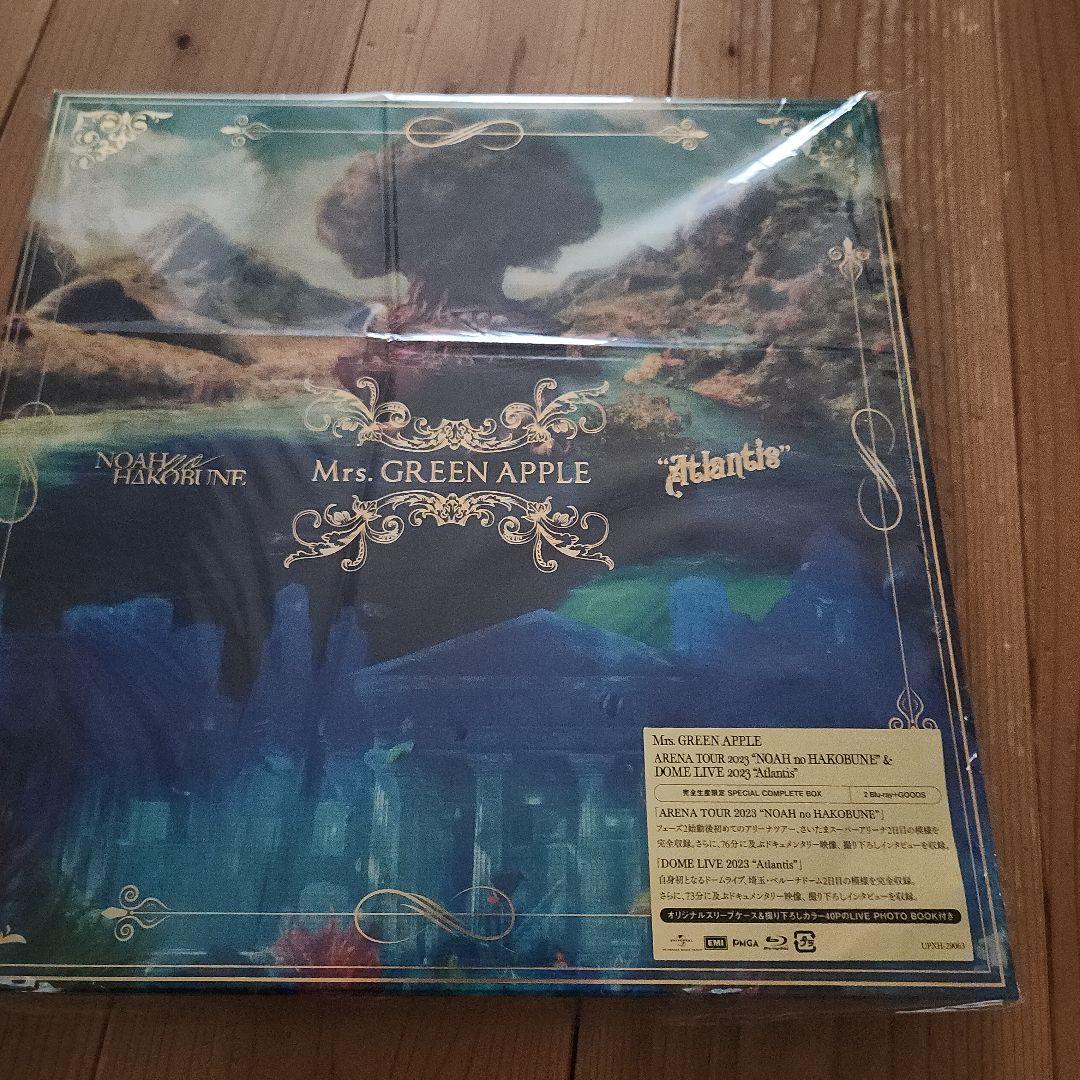 NOAH no
HAKOBUNE
Mrs. GREEN APPLE
“Atlantis”
Mrs. GREEN APPLE
ARENA TOUR 2023 “NOAH no HAKOBUNE” &
DOME LIVE 2023 “Atlantis”
完全生産限定 SPECIAL COMPLETE BOX
2 Blu-ray+GOODS
「ARENA TOUR 2023 “NOAH no HAKOBUNE”」
フェーズ2始動後初めてのアリーナツアー、さいたまスーパーアリーナ2日目の模様を
完全収録。さらに、76分に及ぶドキュメンタリー映像、撮り下ろしインタビューを収録。
「DOME LIVE 2023 “Atlantis”」
自身初となるドームライブ、埼玉・ベルーナドーム2日目の模様を完全収録。
さらに、73分に及ぶドキュメンタリー映像、撮り下ろしインタビューを収録。
オリジナルスリーブケース&撮り下ろしカラー40PのLIVE PHOTO BOOK付き
UNIVERSAL
EMI
PMGA
Blu-ray Disc
UPXH-29063